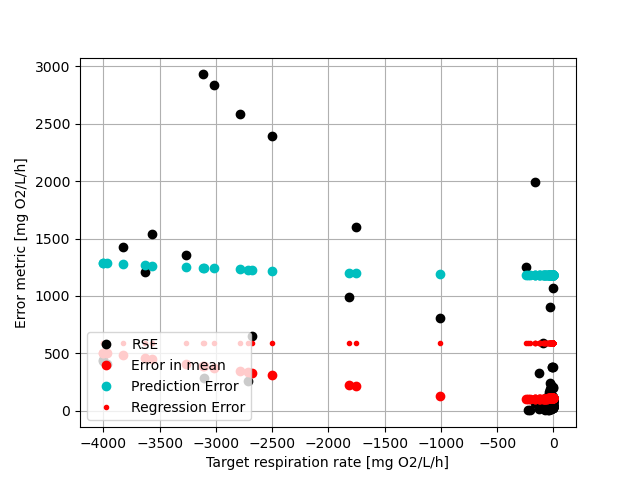 3000
2500
2000
1500
1000
500
0
Error metric [mg O2/L/h]
RSE
Error in mean
Prediction Error
Regression Error
−4000 −3500 −3000 −2500 −2000 −1500 −1000 −500 0
Target respiration rate [mg O2/L/h]